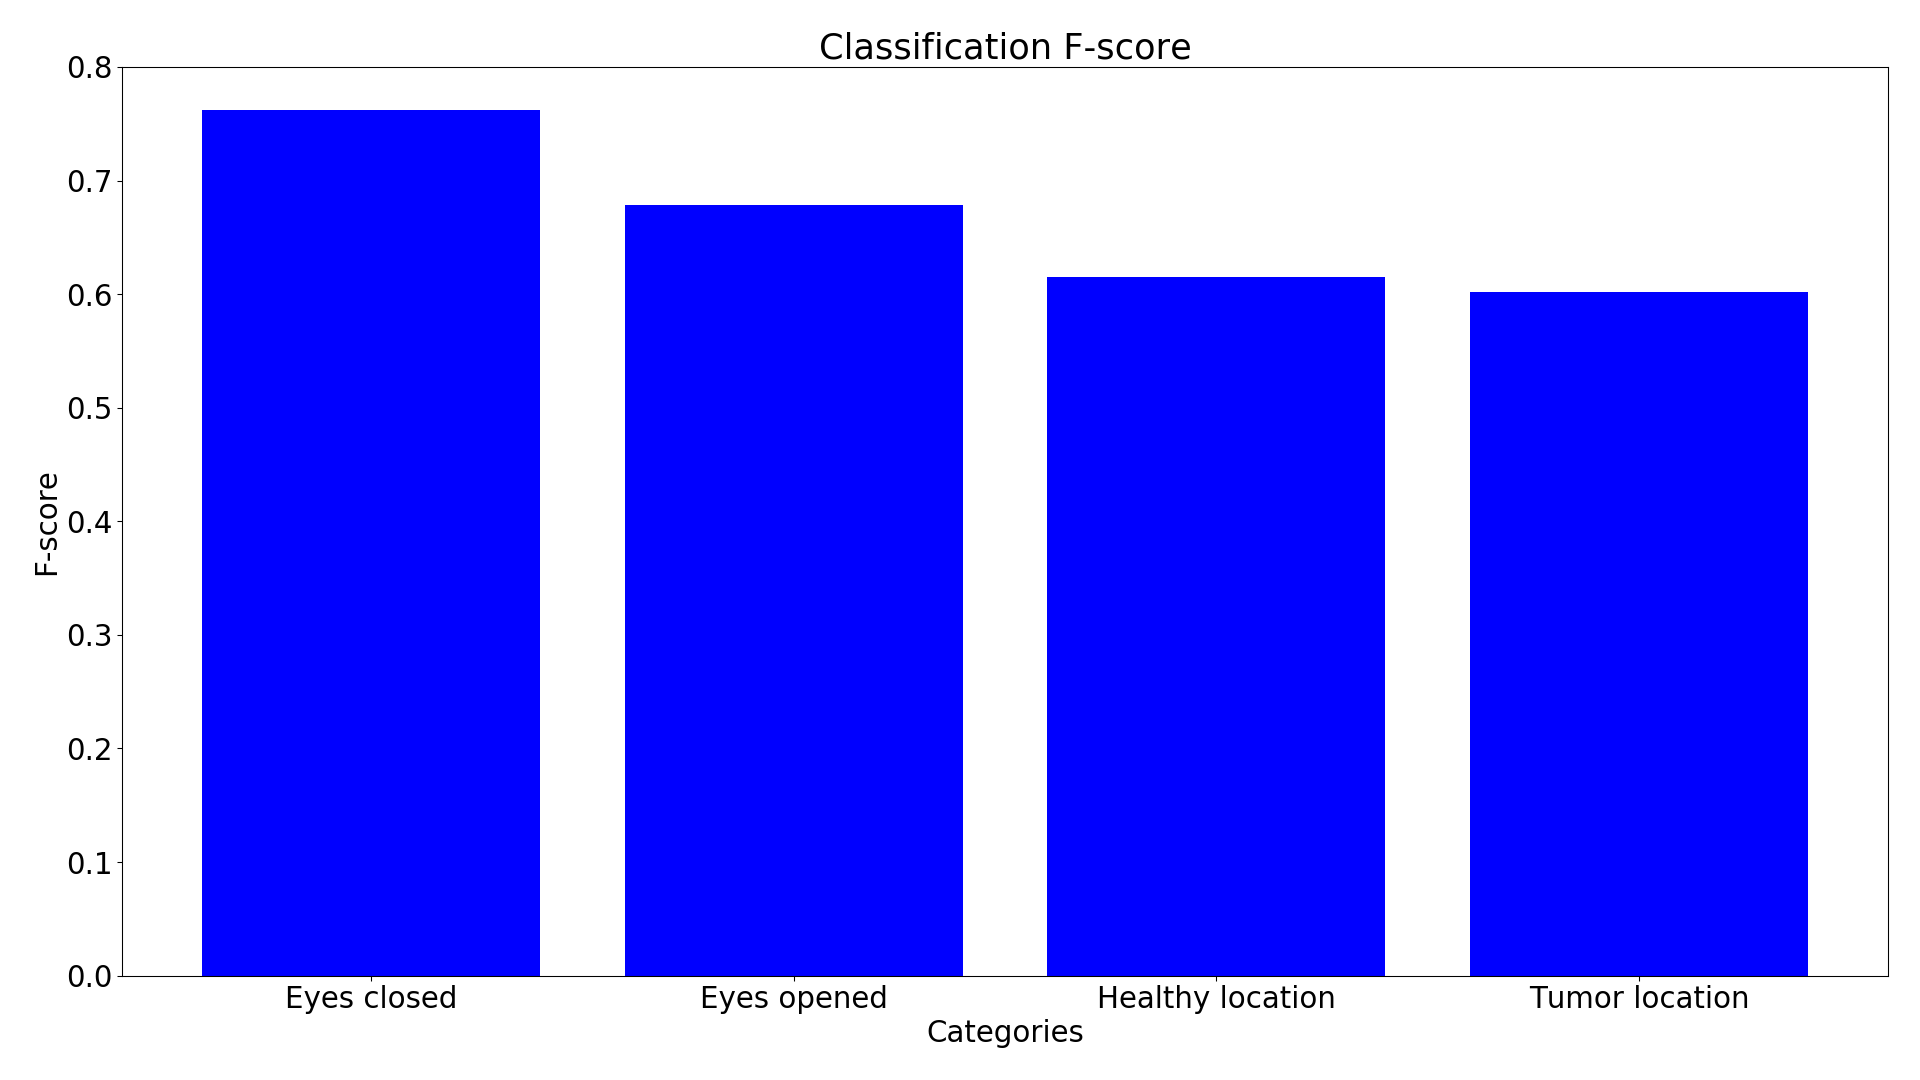 Classification F-score
0.8
0.7
0.6
0.5
0.4
0.3
0.2
0.1
0.0
F-score
Eyes closed
Eyes opened
Healthy location
Tumor location
Categories